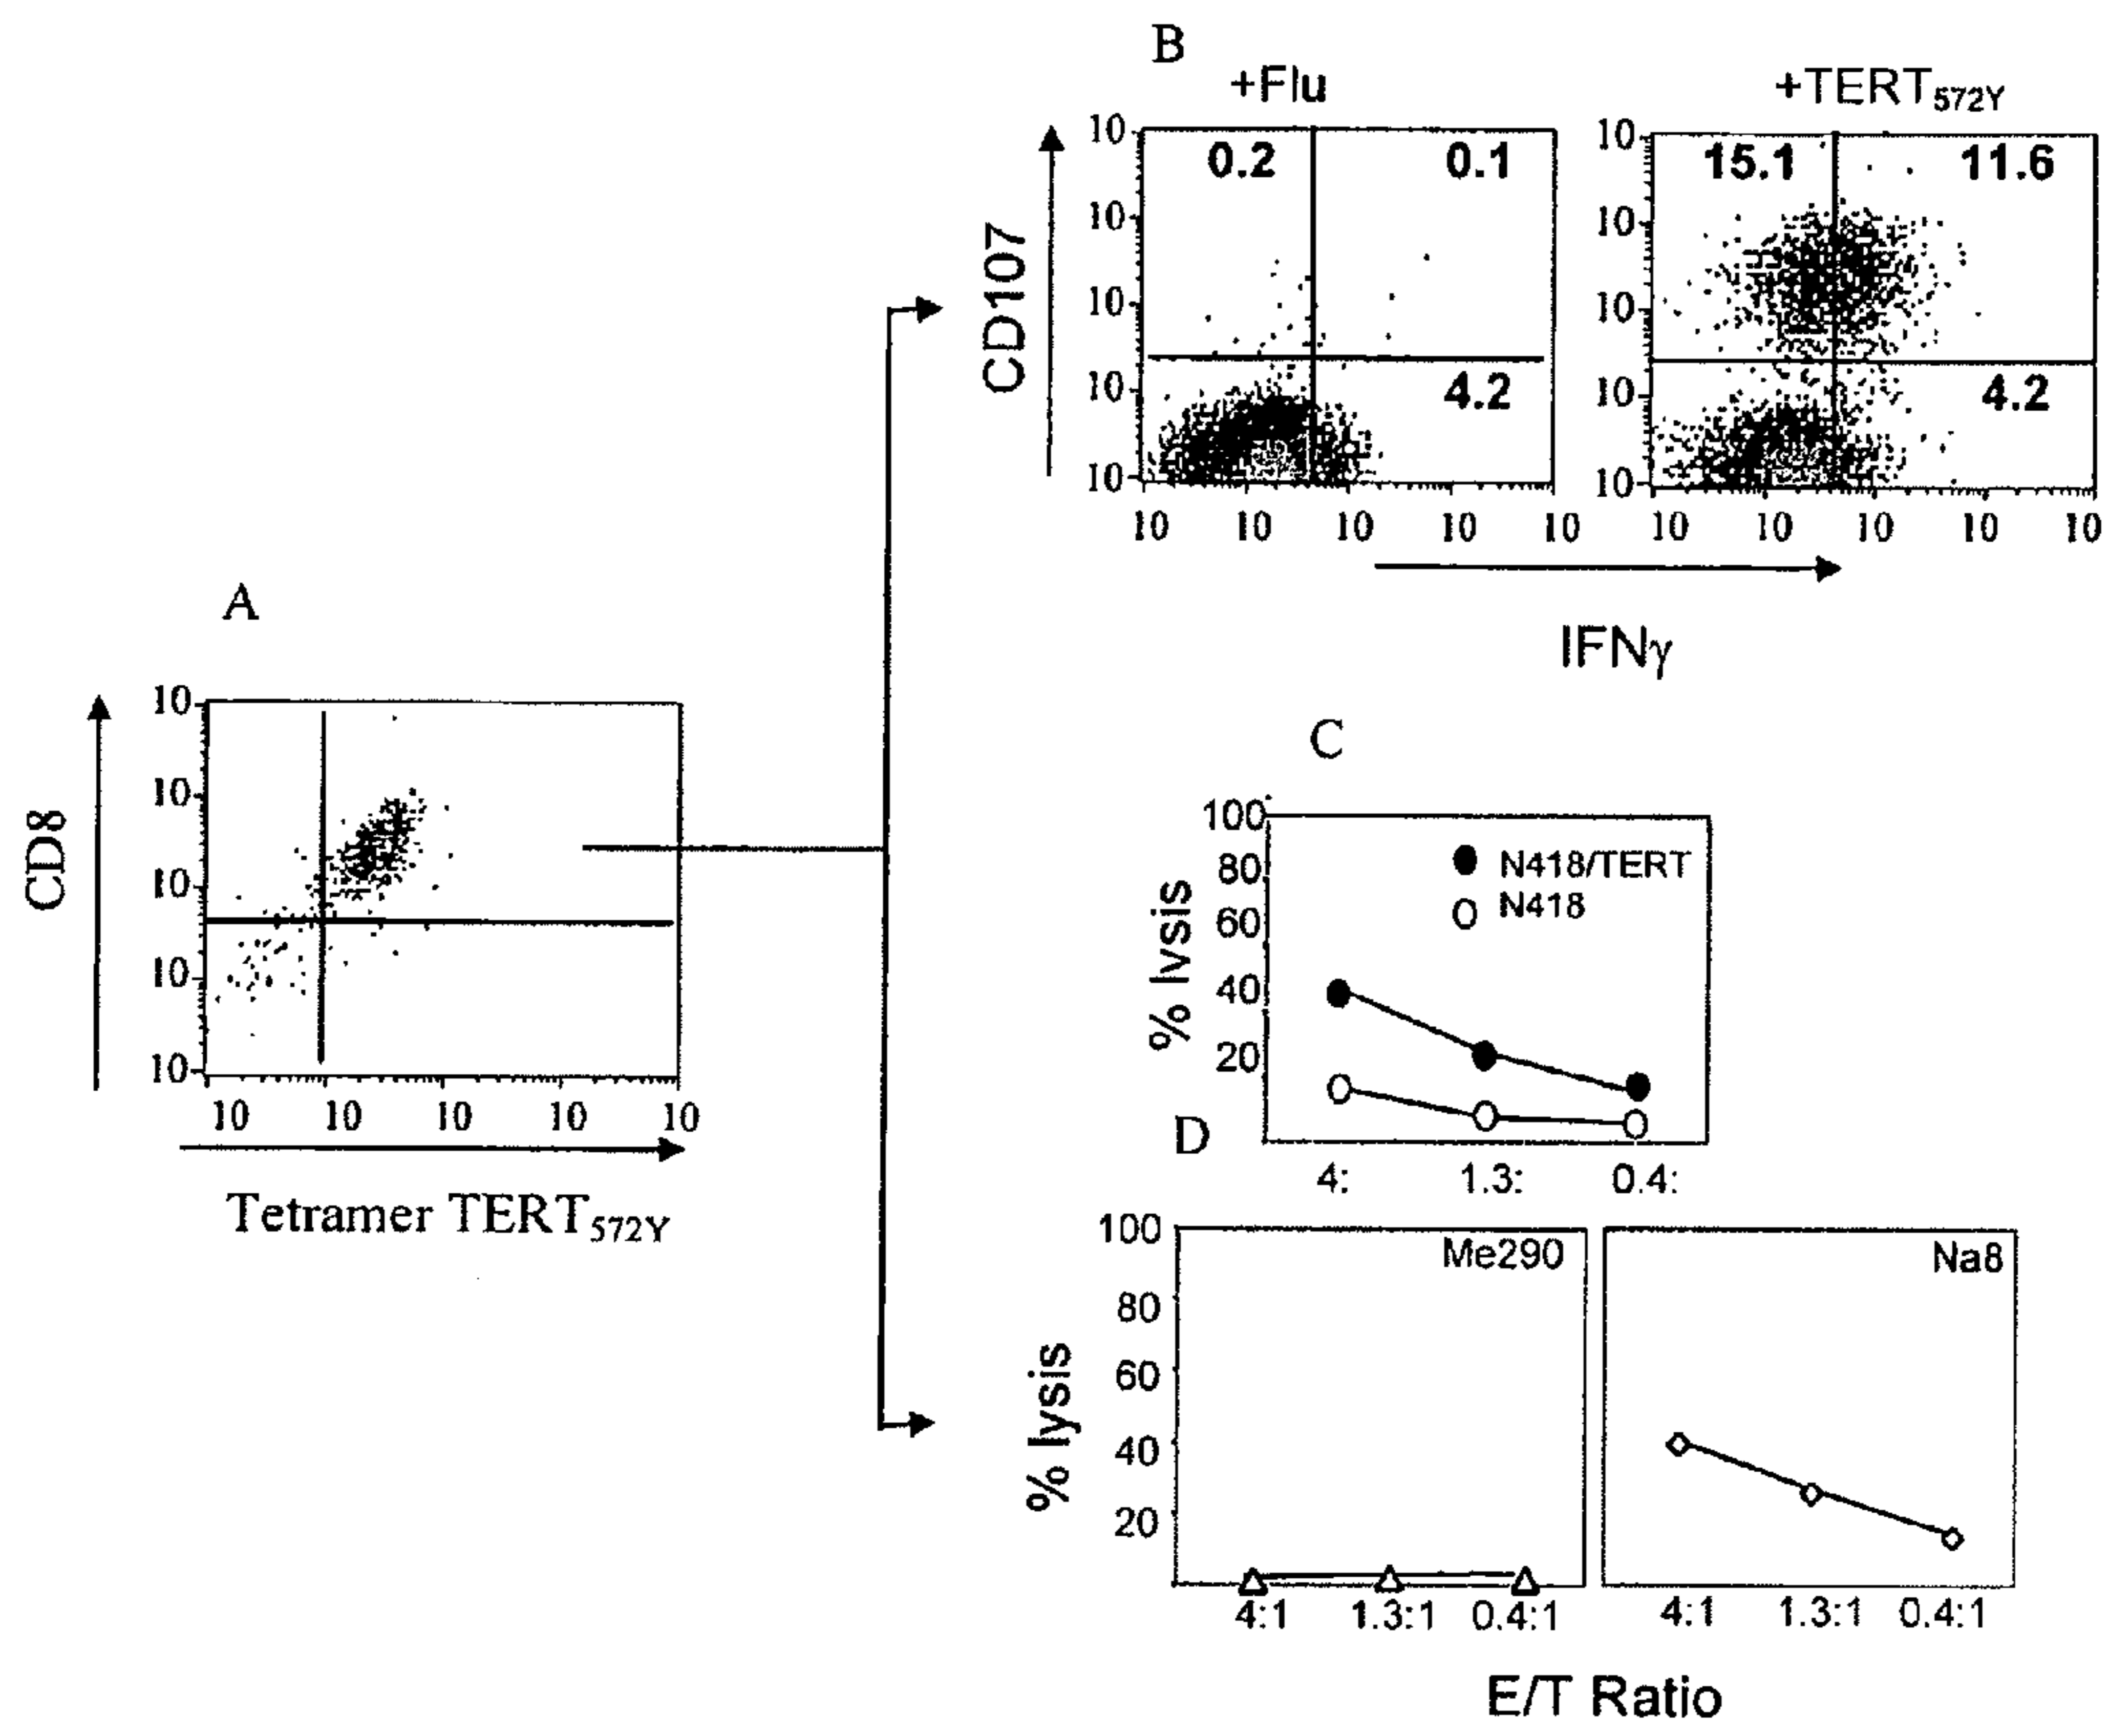 B
+Flu
+TERT572Y
CD107
10
10
10
10
10
0.2
0.1
4.2
10 10 10 10 10
10
10
10
10
10
15.1
11.6
4.2
10 10 10 10 10
IFNγ
A
CD8
10
10
10
10
10
10 10 10 10 10
Tetramer TERT572Y
C
% lysis
100
80
60
40
20
N418/TERT
N418
4: 1.3: 0.4:
D
% lysis
100
80
60
40
20
Me290
4:1 1.3:1 0.4:1
Na8
4:1 1.3:1 0.4:1
E/T Ratio